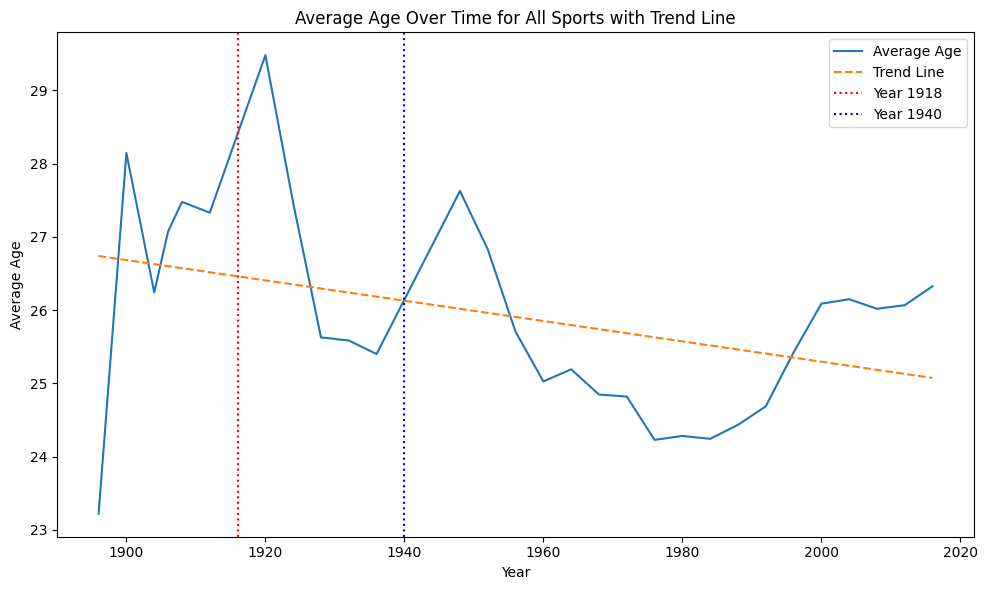 Average Age Over Time for All Sports with Trend Line
Average Age
Trend Line
Year 1918
Year 1940
29
28
27
26
25
24
23
Average Age
1900
1920
1940
1960
1980
2000
2020
Year